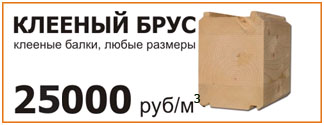 КЛЕЕНЫЙ БРУС
клееные балки, любые размеры
25000 руб/м³